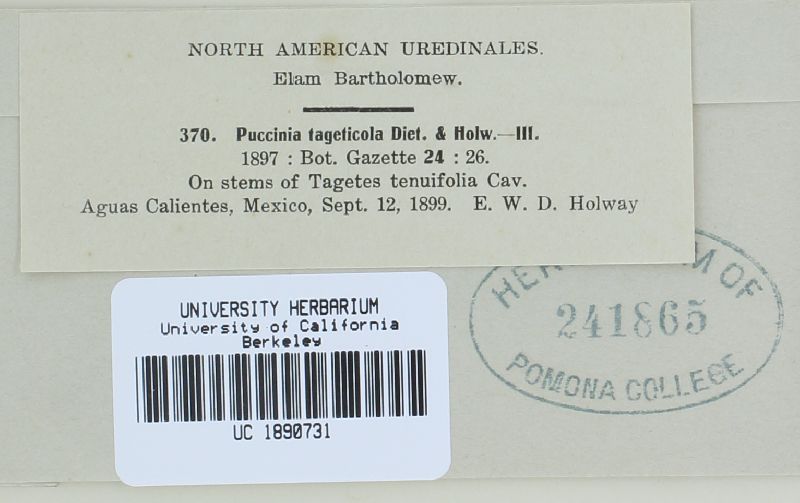 NORTH AMERICAN UREDINALES.
Elam Bartholomew.
370. Puccinia tageticola Diet. & Holw.—III.
1897 : Bot. Gazette 24 : 26.
On stems of Tagetes tenuifolia Cav.
Aguas Calientes, Mexico, Sept. 12, 1899. E. W. D. Holway
UNIVERSITY HERBARIUM
University of California
Berkeley
UC 1890731
OF
241865
POMONA COLLEGE